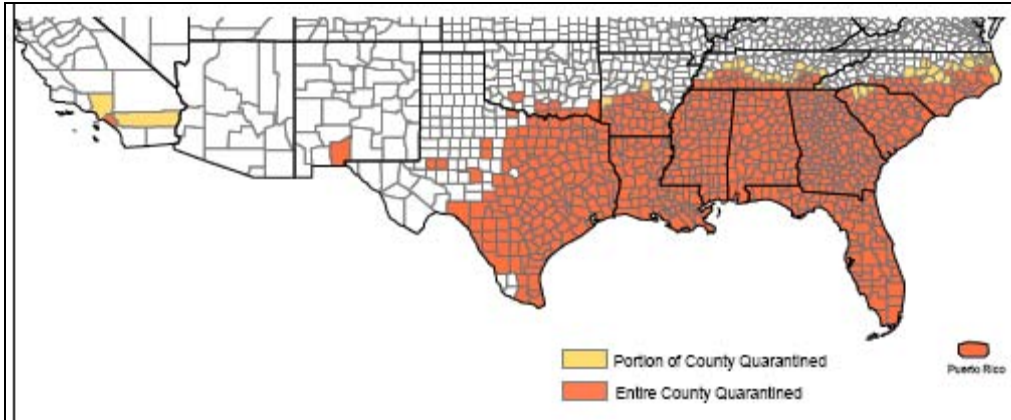 Portion of County Quarantined
Entire County Quarantined
Puerto Rico